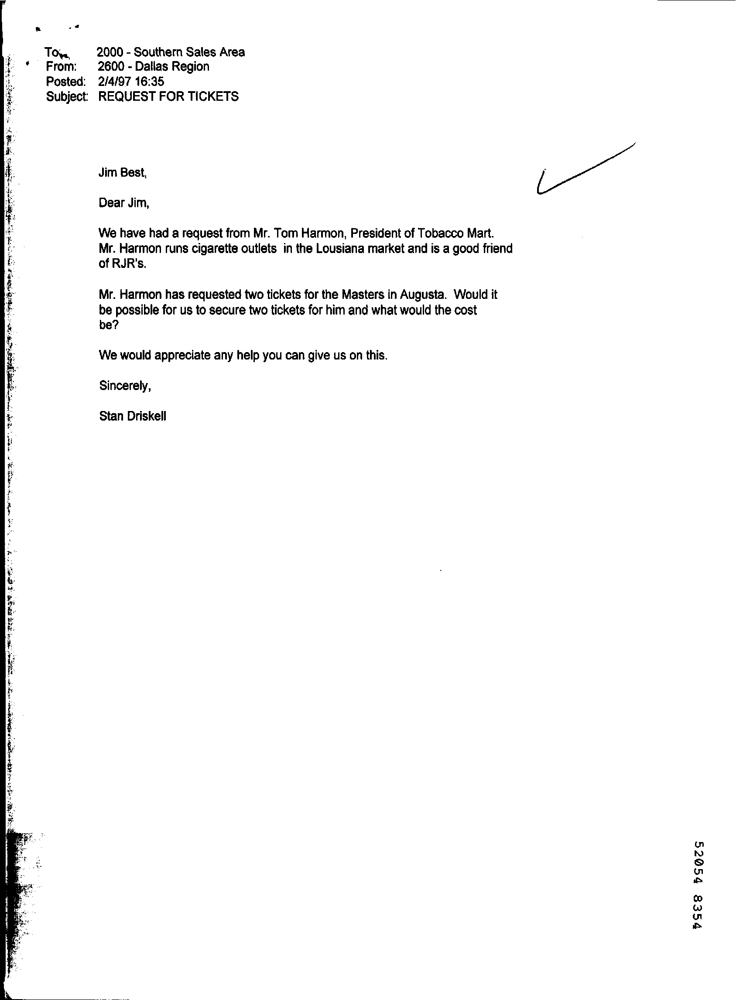 To: 2000 - Southern Sales Area
From: 2600 - Dallas Region
Posted: 2/4/97 16:35
Subject: REQUEST FOR TICKETS
Jim Best,
Dear Jim,
We have had a request from Mr. Tom Harmon, President of Tobacco Mart.
Mr. Harmon runs cigarette outlets in the Lousiana market and is a good friend
of RJR's.
Mr. Harmon has requested two tickets for the Masters in Augusta. Would it
be possible for us to secure two tickets for him and what would the cost
be?
We would appreciate any help you can give us on this.
Sincerely,
Stan Driskell
52054 8354